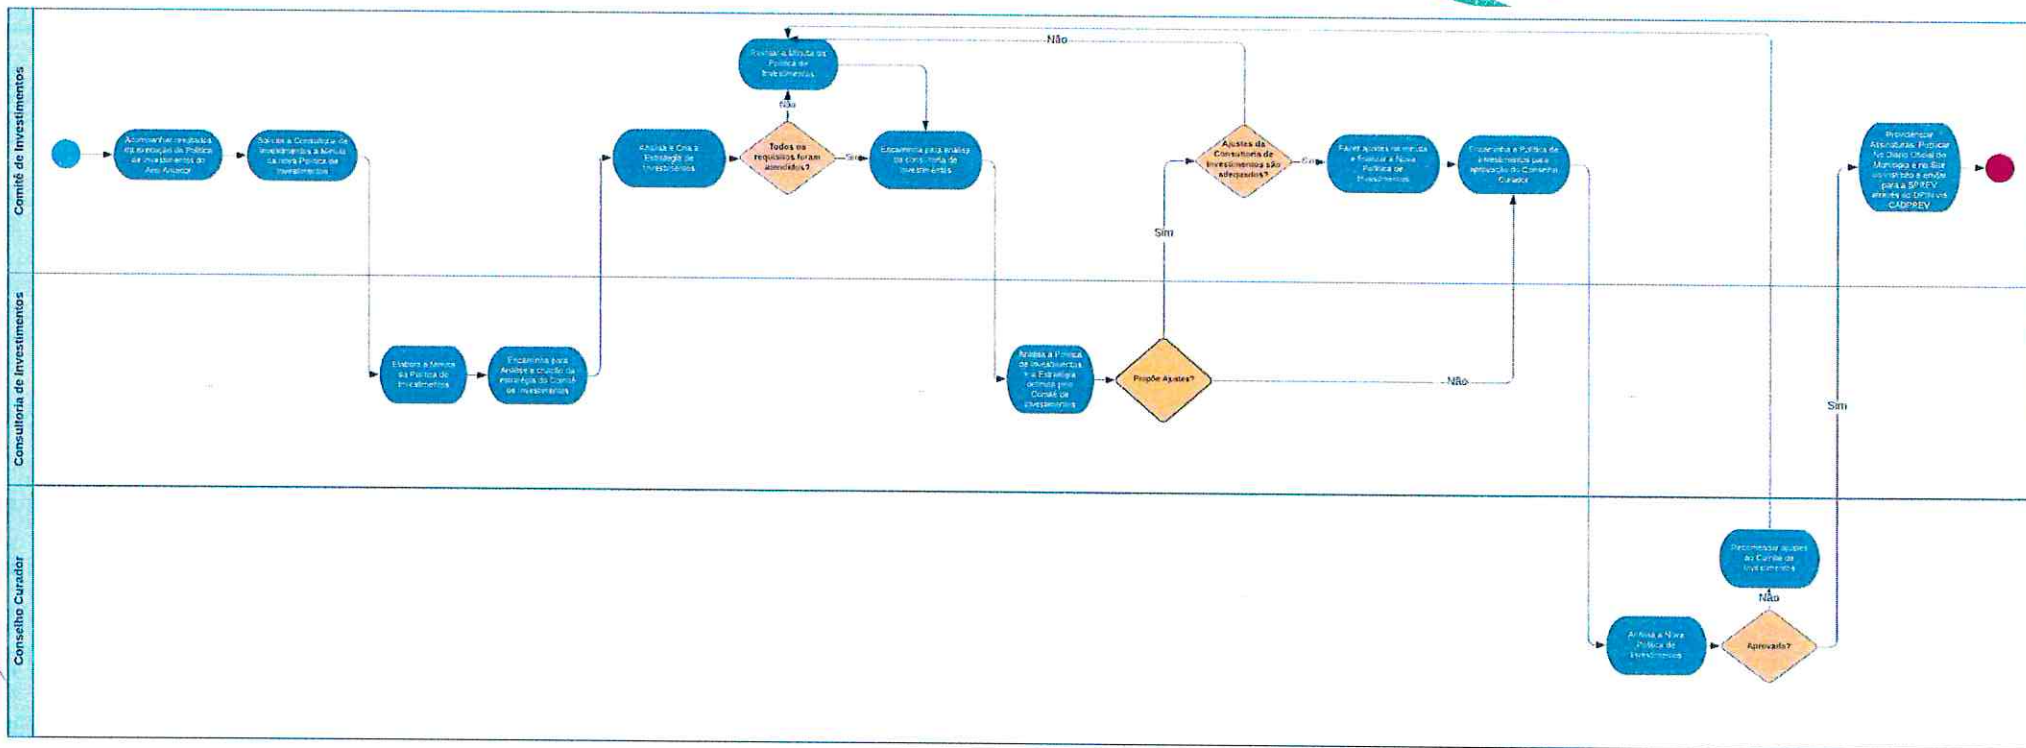 Comitê de Investimentos
Acompanhar resultados
da execução da Política
de Investimentos do
Ano Anterior
Solicita a Consultoria de
Investimentos a Minuta
da nova Política de
Investimentos
Analisa e Cria a
Estratégia de
Investimentos
Todos os
requisitos foram
atendidos?
Não
Sim
Revisar a Minuta da
Política de
Investimentos
Encaminha para análise
da consultoria de
Investimentos
Não
Ajustes da
Consultoria de
Investimentos são
adequados?
Sim
Fazer ajustes na minuta
e finalizar a Nova
Política de
Investimentos
Encaminha a Política de
Investimentos para
aprovação do Conselho
Curador
Providenciar
Assinaturas, Publicar
No Diário Oficial do
Município e no Site
do Instituto e enviar
para a SPREV
através do DPIN via
CADPREV
Consultoria de Investimentos
Elabora a Minuta
da Política de
Investimentos
Encaminha para
Análise e criação da
estratégia do Comitê
de Investimentos
Analisa a Política
de Investimentos
e a Estratégia
definida pelo
Comitê de
Investimentos
Propõe Ajustes?
Sim
Não
Conselho Curador
Analisa a Nova
Política de
Investimentos
Aprovada?
Não
Recomendar ajustes
ao Comitê de
Investimentos
Sim